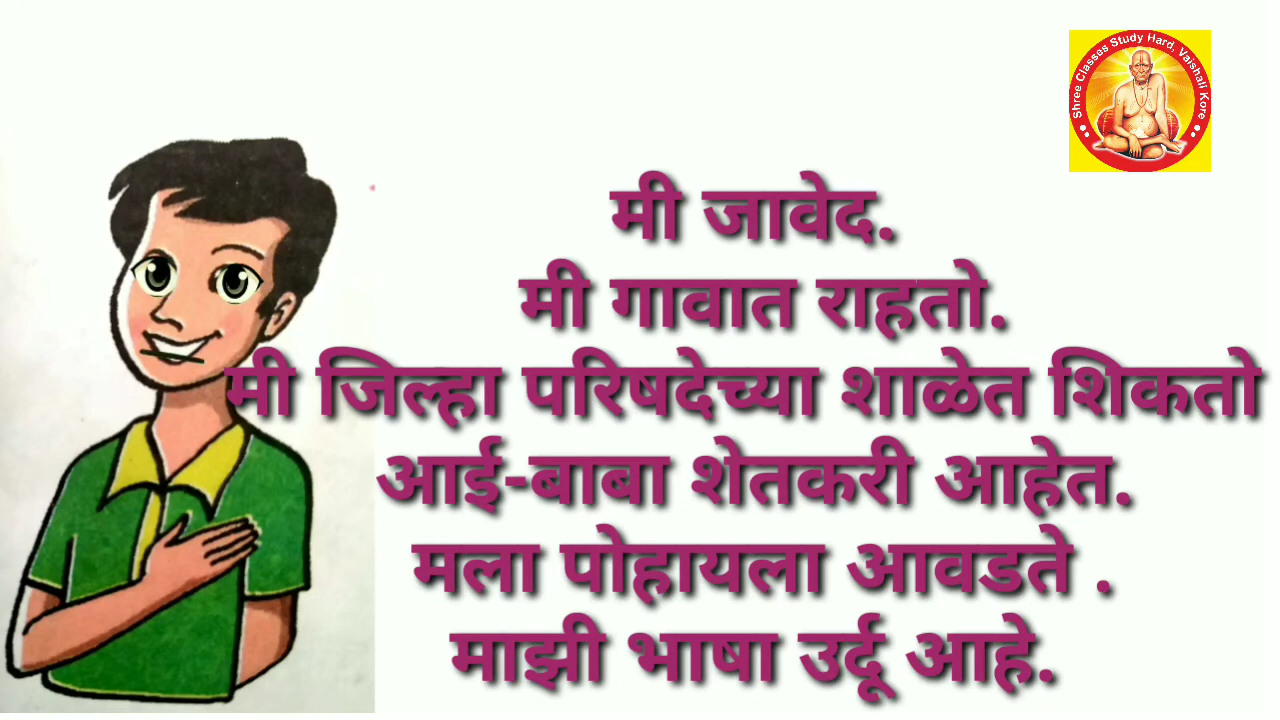 Shree Classes Study Hard, Vaishali Kore
मी जावेद.
मी गावात राहतो.
मी जिल्हा परिषदेच्या शाळेत शिकतो
आई-बाबा शेतकरी आहेत.
मला पोहायला आवडते .
माझी भाषा उर्दू आहे.